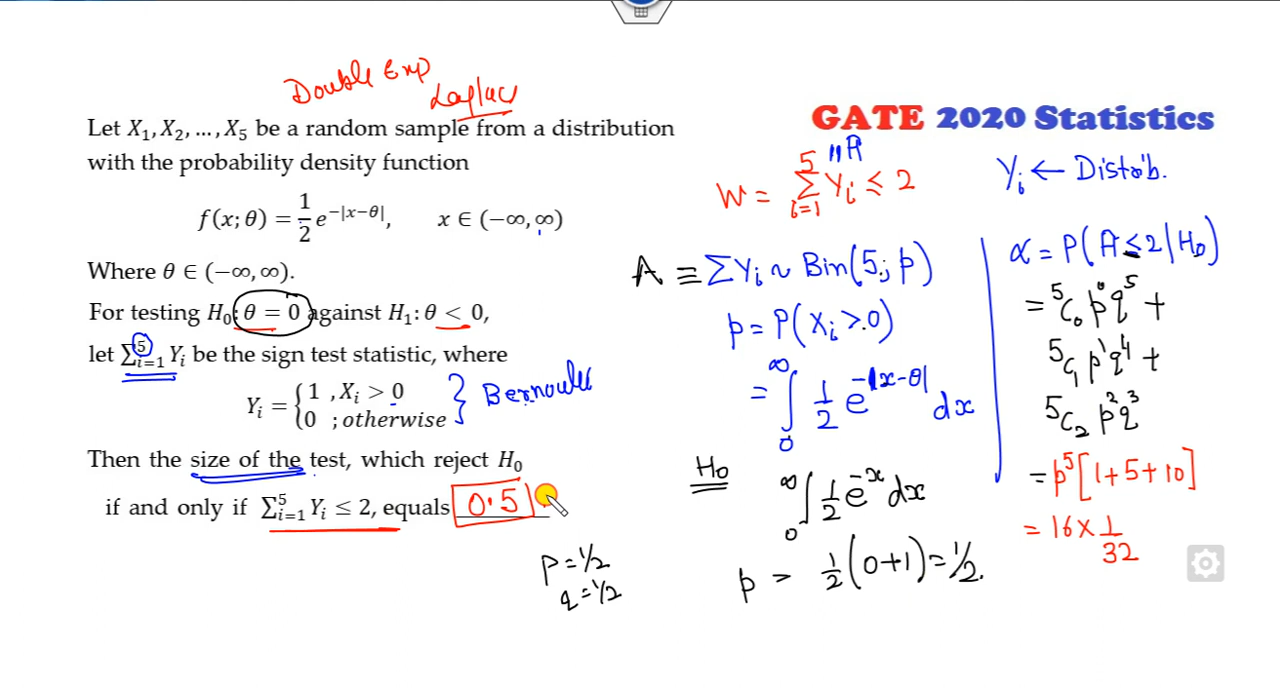 Double Exp
Laplac
Let X₁, X₂, ..., X₅ be a random sample from a distribution
with the probability density function
f(x; θ) = 1/2 e^{-|x-θ|}, x ∈ (-∞, ∞)
Where θ ∈ (-∞, ∞).
For testing H₀: θ = 0 against H₁: θ < 0,
let ∑⁵ᵢ₌₁ Yᵢ be the sign test statistic, where
Yᵢ = {1 , Xᵢ > 0
0 ; otherwise
} Bernoulli
Then the size of the test, which reject H₀
if and only if ∑⁵ᵢ₌₁ Yᵢ ≤ 2, equals 0.5
p = 1/2
q = 1/2
GATE 2020 Statistics
W = ∑⁵ᵢ₌₁ Yᵢ ≤ 2
"A
Yᵢ ← Distrib.
A ≡ ∑Yᵢ ~ Bin(5, p)
p = P(Xᵢ > 0)
= ∫₀^∞ 1/2 e^{-|x-θ|} dx
H₀
∫₀^∞ 1/2 e^{-x} dx
p = 1/2 (0+1) = 1/2.
α = P(A ≤ 2 | H₀)
= ⁵C₀ p⁰ q⁵ +
⁵C₁ p¹ q⁴ +
⁵C₂ p² q³
= p⁵ [1+5+10]
= 16 × 1/32